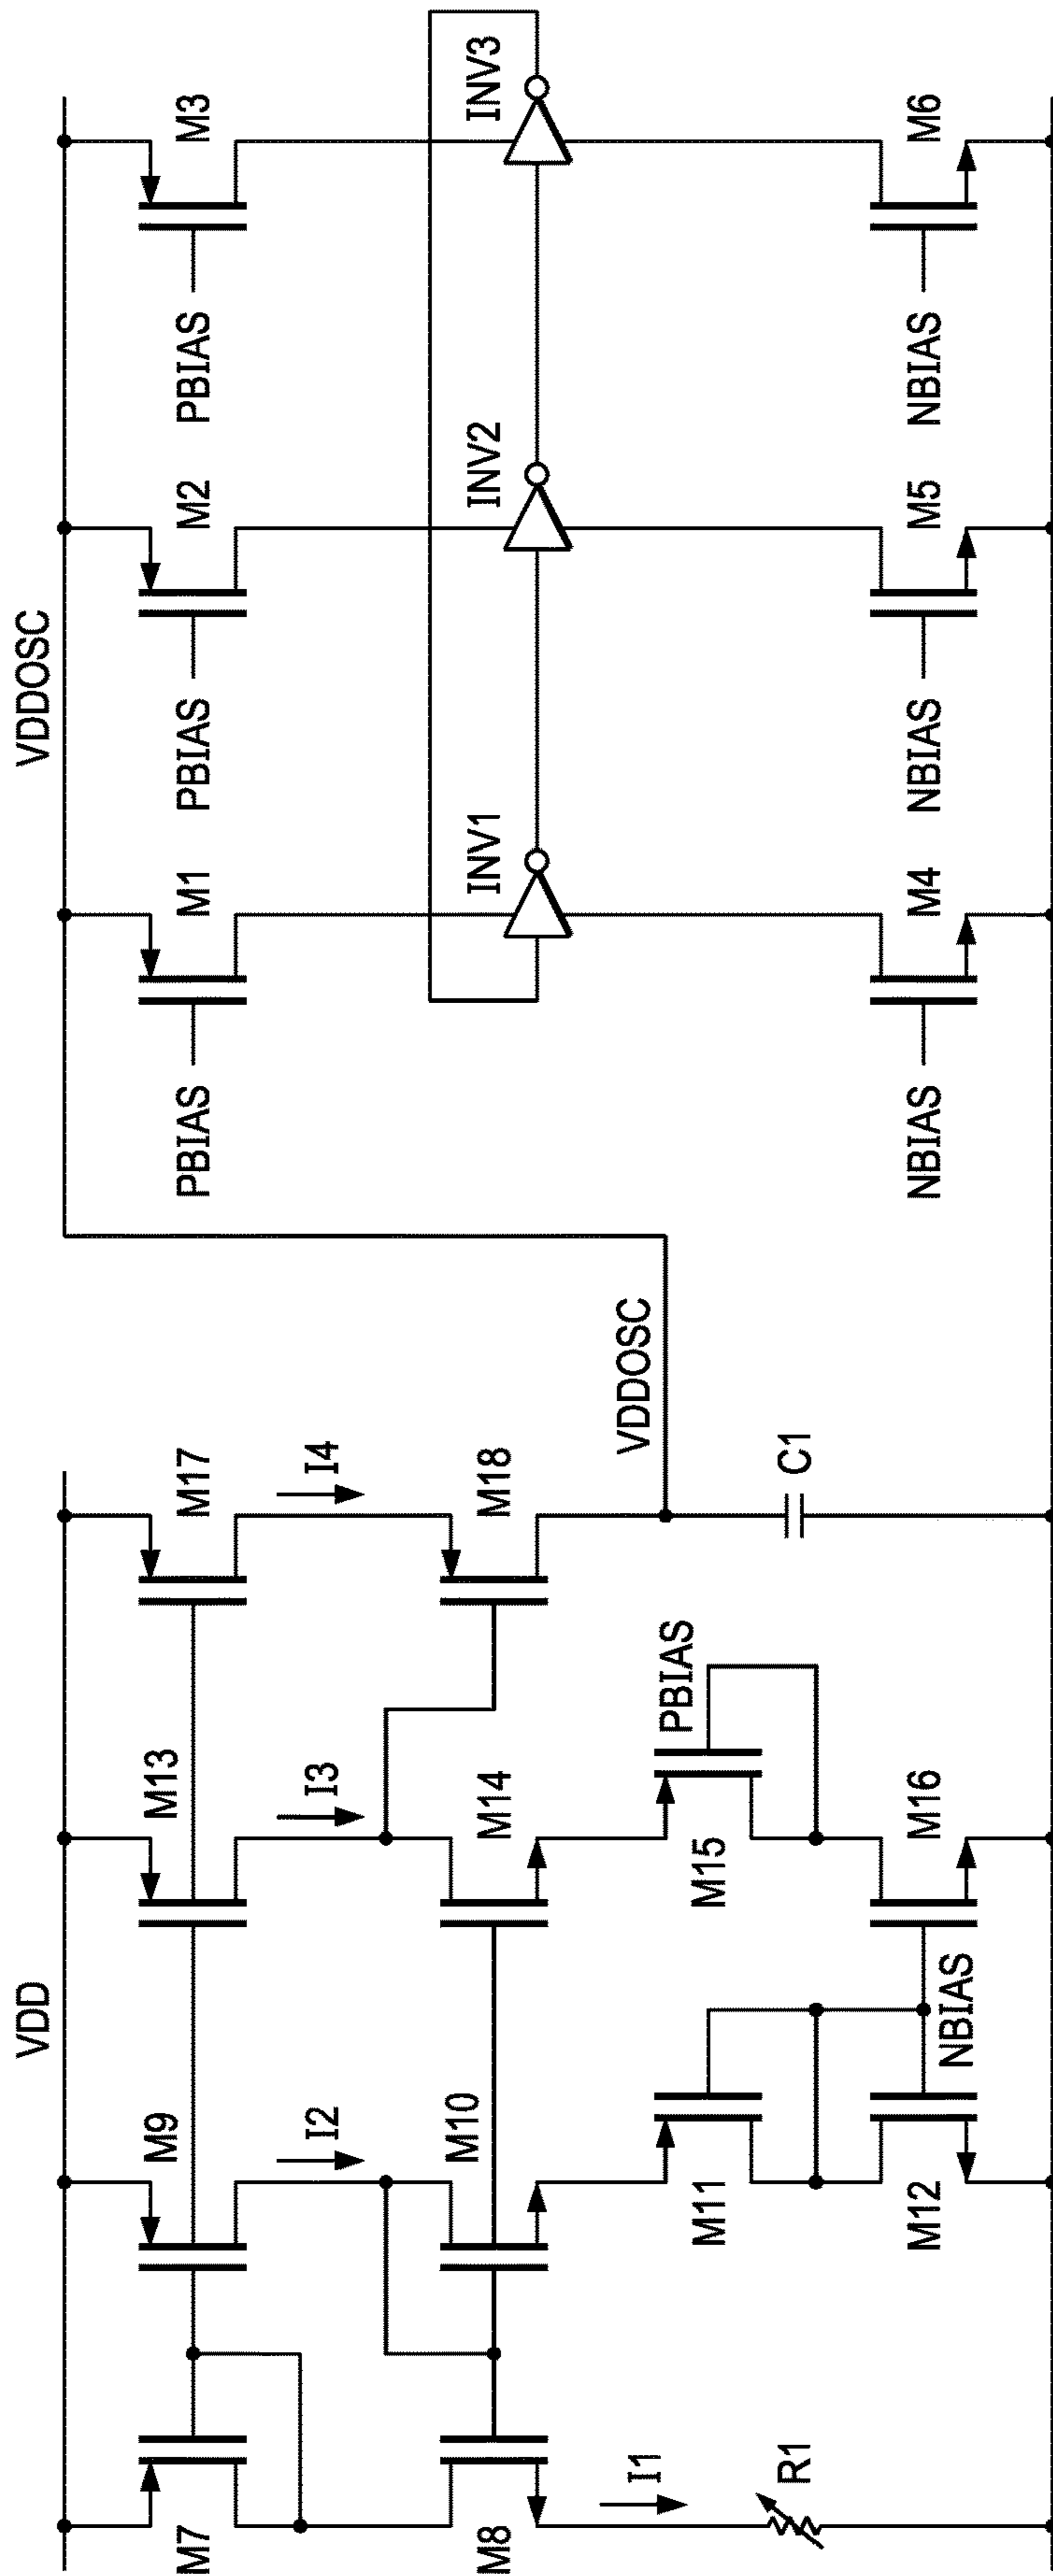 VDD
VDDOSC
M7
M9
M13
M17
M1
M2
M3
PBIAS
PBIAS
PBIAS
I2
I3
I4
M8
M10
M14
M18
INV1
INV2
INV3
I1
VDDOSC
M11
M15
PBIAS
R1
C1
M12
NBIAS
M16
NBIAS
M4
NBIAS
M5
NBIAS
M6